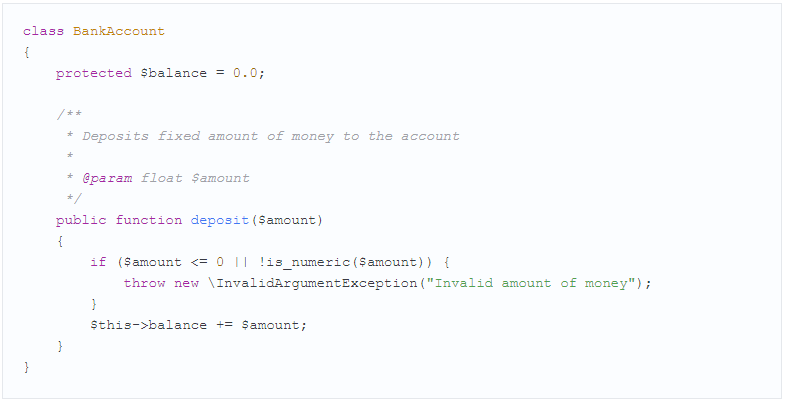 class BankAccount
{
    protected $balance = 0.0;

    /**
     * Deposits fixed amount of money to the account
     *
     * @param float $amount
     */
    public function deposit($amount)
    {
        if ($amount <= 0 || !is_numeric($amount)) {
            throw new \InvalidArgumentException("Invalid amount of money");
        }
        $this->balance += $amount;
    }
}